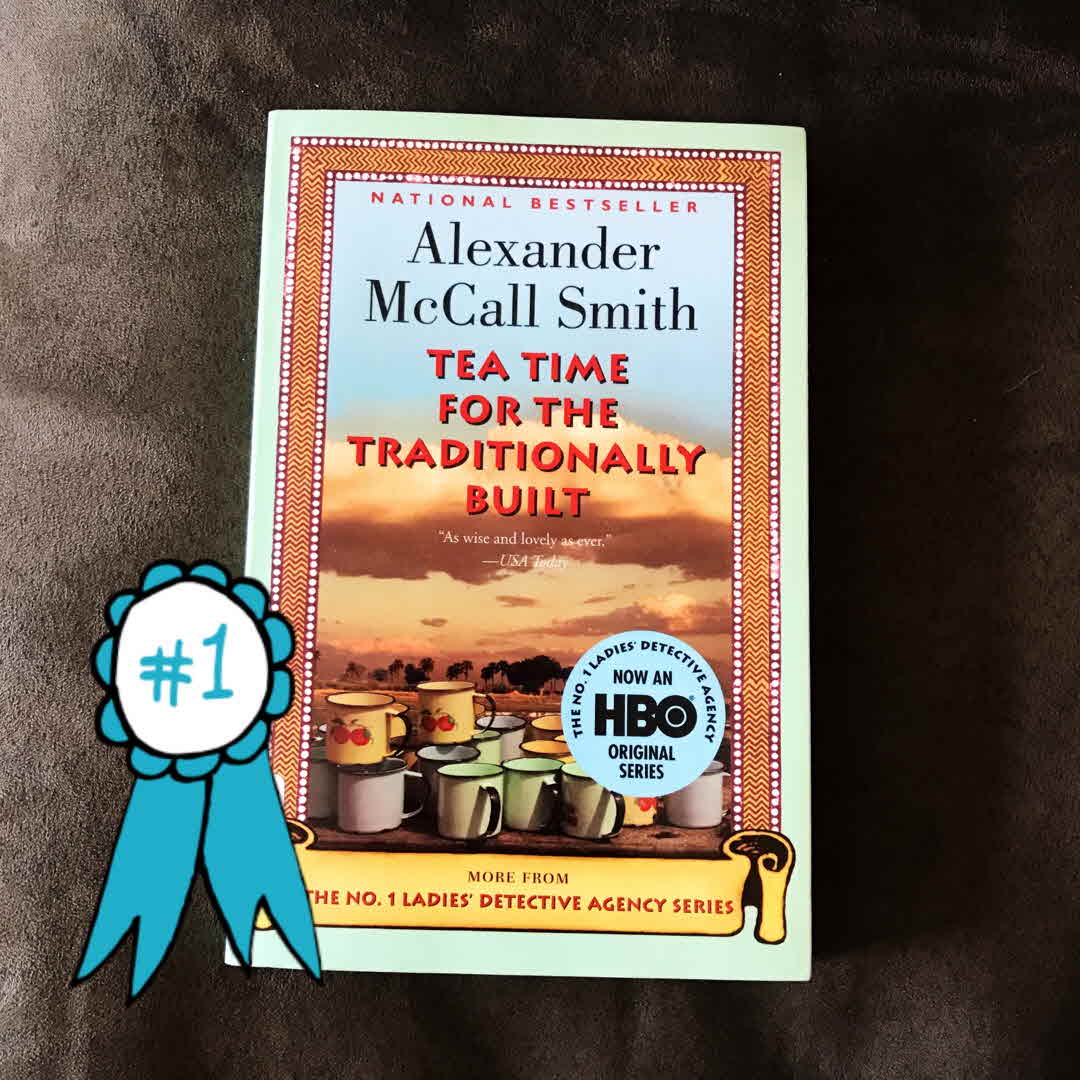 NATIONAL BESTSELLER
Alexander
McCall Smith
TEA TIME
FOR THE
TRADITIONALLY
BUILT
"As wise and lovely as ever."
—USA Today
THE NO. 1 LADIES' DETECTIVE AGENCY
NOW AN
HBO
ORIGINAL
SERIES
#1
MORE FROM
THE NO. 1 LADIES' DETECTIVE AGENCY SERIES